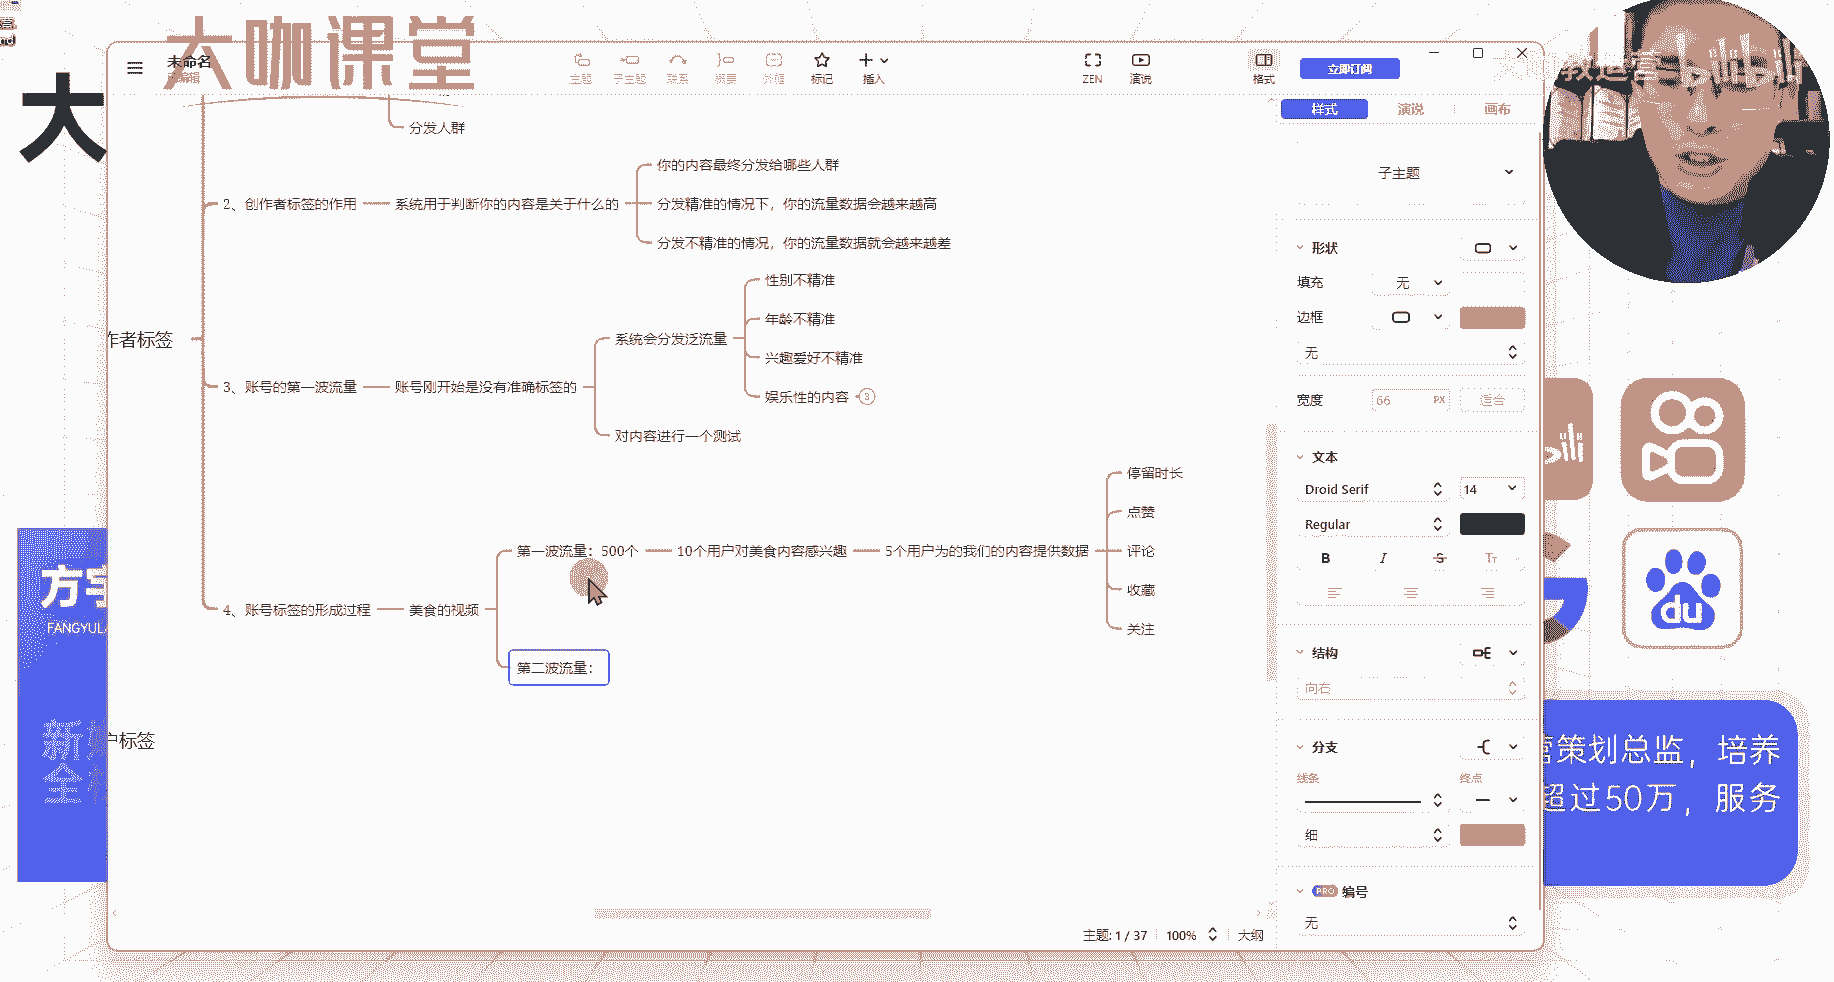 大咖课堂
大
未命名
已编辑
主题
子主题
联系
概要
外框
标记
插入
ZEN
演说
格式
立即订阅
样式
演说
画布
分发人群
2、创作者标签的作用
系统用于判断你的内容是关于什么的
你的内容最终分发给哪些人群
分发精准的情况下，你的流量数据会越来越高
分发不精准的情况，你的流量数据就会越来越差
作者标签
3、账号的第一波流量
账号刚开始是没有准确标签的
系统会分发泛流量
性别不精准
年龄不精准
兴趣爱好不精准
娱乐性的内容
3
对内容进行一个测试
4、账号标签的形成过程
美食的视频
第一波流量：500个
10个用户对美食内容感兴趣
5个用户为的我们的内容提供数据
停留时长
点赞
评论
收藏
关注
第二波流量：
户标签
子主题
形状
填充
无
边框
无
宽度
66
PX
适合
文本
Droid Serif
14
Regular
B
I
S
Tт
结构
向右
分支
线条
终点
细
PRO
编号
无
主题: 1 / 37
100%
大纲
教运营
bilibili
du
方宇
FANGYUL
新
全
营策划总监，培养
超过50万，服务